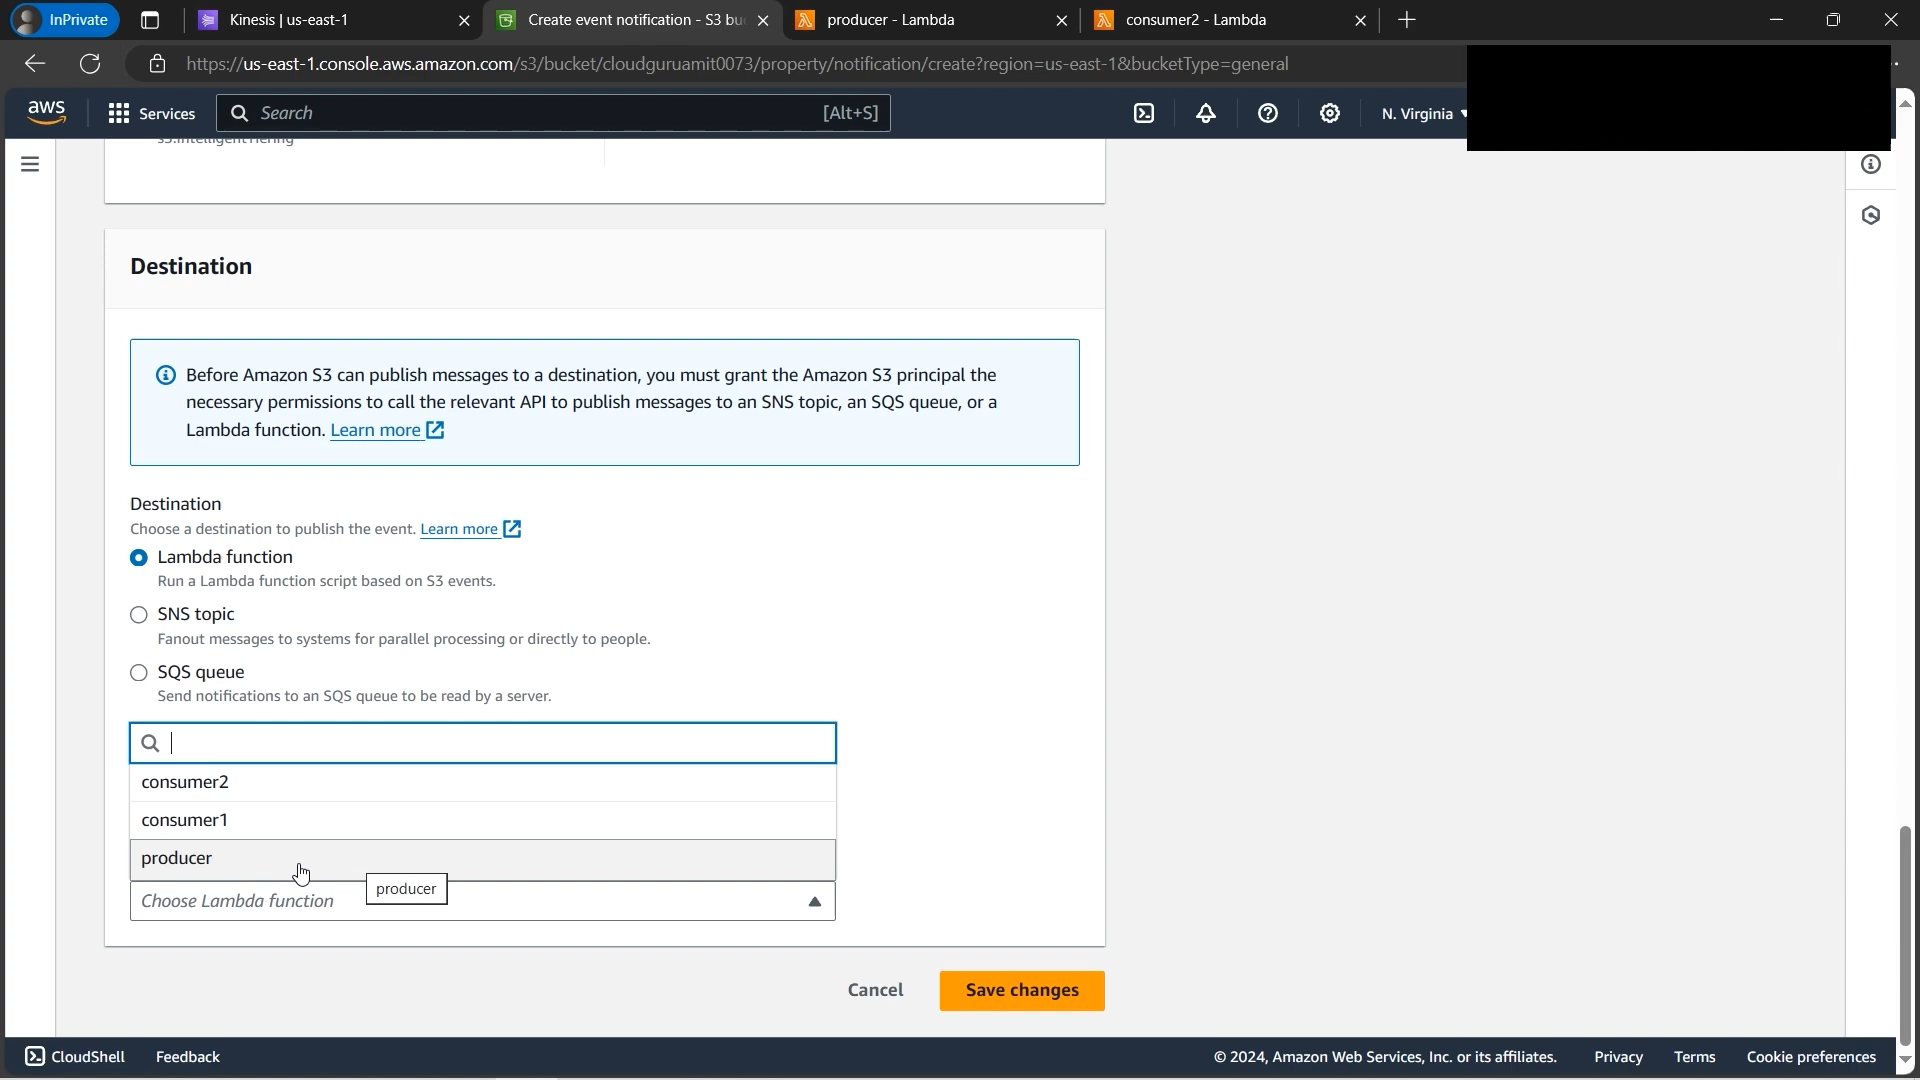 InPrivate
Kinesis | us-east-1
Create event notification - S3 bu
producer - Lambda
consumer2 - Lambda
https://us-east-1.console.aws.amazon.com/s3/bucket/cloudguruamit0073/property/notification/create?region=us-east-1&bucketType=general
aws
Services
Search
[Alt+S]
N. Virginia
s3:IntelligentTiering
Destination
Before Amazon S3 can publish messages to a destination, you must grant the Amazon S3 principal the
necessary permissions to call the relevant API to publish messages to an SNS topic, an SQS queue, or a
Lambda function. Learn more
Destination
Choose a destination to publish the event. Learn more
Lambda function
Run a Lambda function script based on S3 events.
SNS topic
Fanout messages to systems for parallel processing or directly to people.
SQS queue
Send notifications to an SQS queue to be read by a server.
consumer2
consumer1
producer
producer
Choose Lambda function
Cancel
Save changes
CloudShell
Feedback
© 2024, Amazon Web Services, Inc. or its affiliates.
Privacy
Terms
Cookie preferences